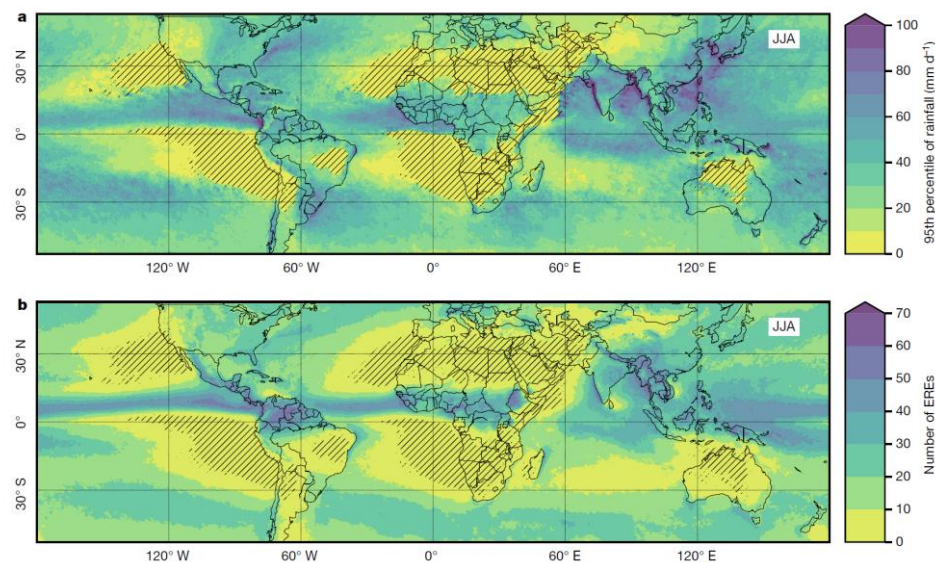 a
JJA
30° N
0°
30° S
120° W 60° W 0° 60° E 120° E
100
80
60
40
20
0
95th percentile of rainfall (mm d⁻¹)
b
JJA
30° N
0°
30° S
120° W 60° W 0° 60° E 120° E
70
60
50
40
30
20
10
0
Number of EREs